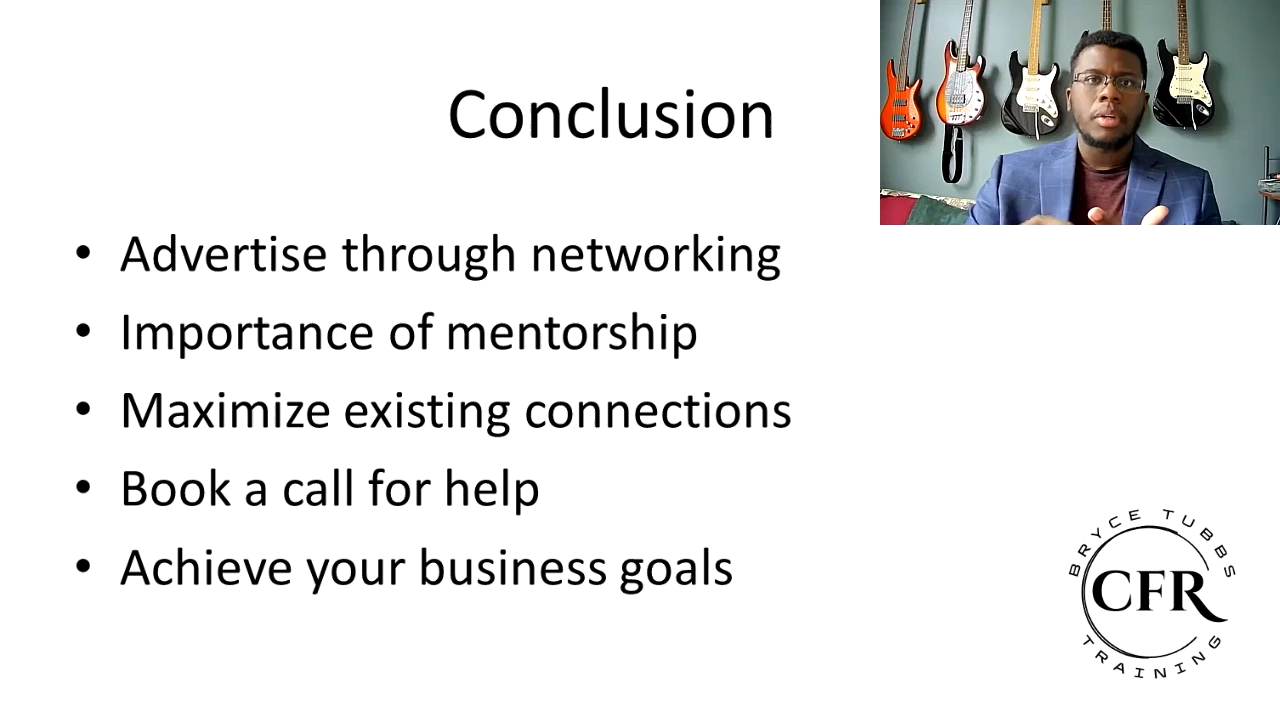 Conclusion
• Advertise through networking
• Importance of mentorship
• Maximize existing connections
• Book a call for help
• Achieve your business goals
BRYCE TUBBS
CFR
TRAINING